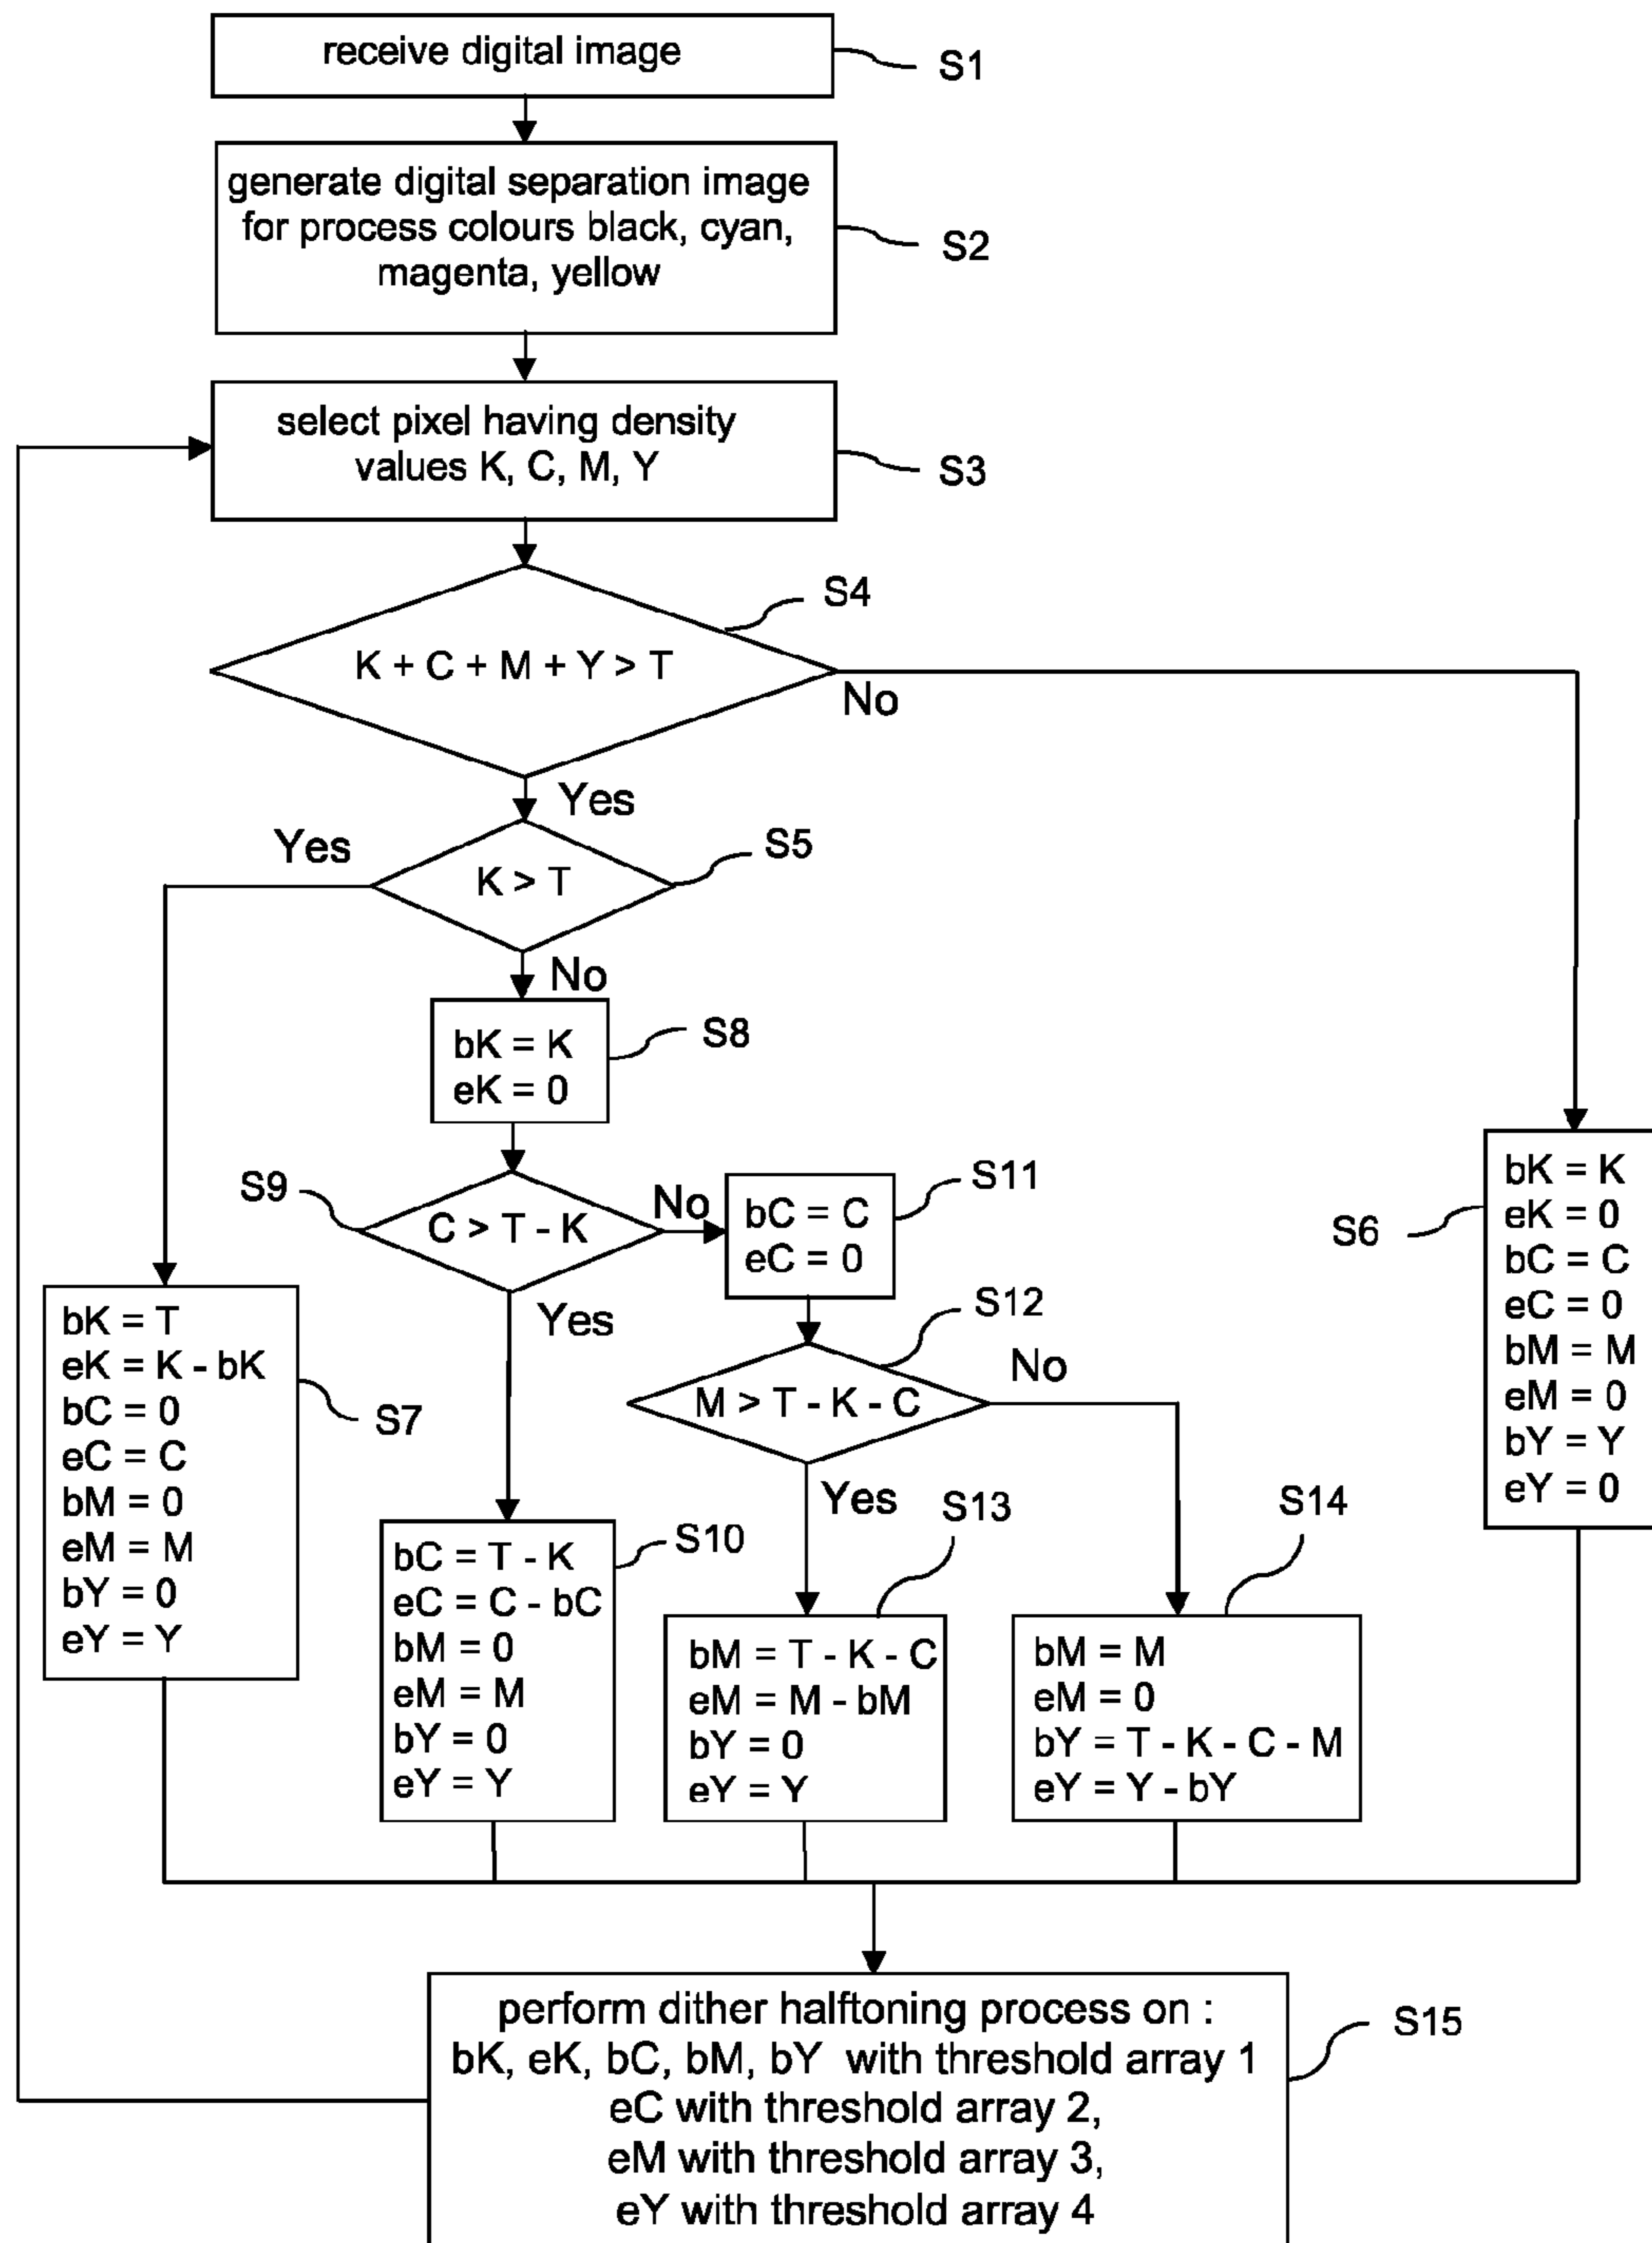 receive digital image
S1
generate digital separation image
for process colours black, cyan,
magenta, yellow
S2
select pixel having density
values K, C, M, Y
S3
S4
K + C + M + Y > T
No
Yes
Yes
S5
K > T
No
bK = K
eK = 0
S8
S9
C > T - K
No
Yes
bC = C
eC = 0
S11
S12
M > T - K - C
No
Yes
bK = K
eK = 0
bC = C
eC = 0
bM = M
eM = 0
bY = Y
eY = 0
S6
bK = T
eK = K - bK
bC = 0
eC = C
bM = 0
eM = M
bY = 0
eY = Y
S7
bC = T - K
eC = C - bC
bM = 0
eM = M
bY = 0
eY = Y
S10
S13
bM = T - K - C
eM = M - bM
bY = 0
eY = Y
S14
bM = M
eM = 0
bY = T - K - C - M
eY = Y - bY
perform dither halftoning process on :
bK, eK, bC, bM, bY with threshold array 1
eC with threshold array 2,
eM with threshold array 3,
eY with threshold array 4
S15